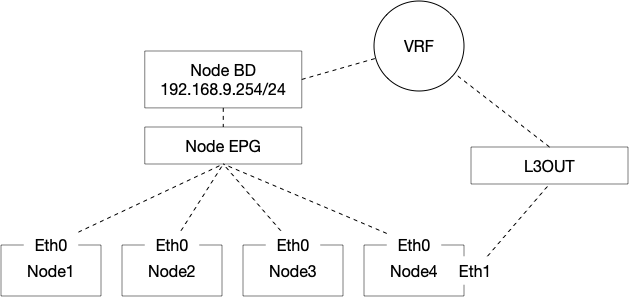 VRF
Node BD
192.168.9.254/24
Node EPG
L3OUT
Eth0
Eth0
Eth0
Eth0
Node1
Node2
Node3
Node4
Eth1